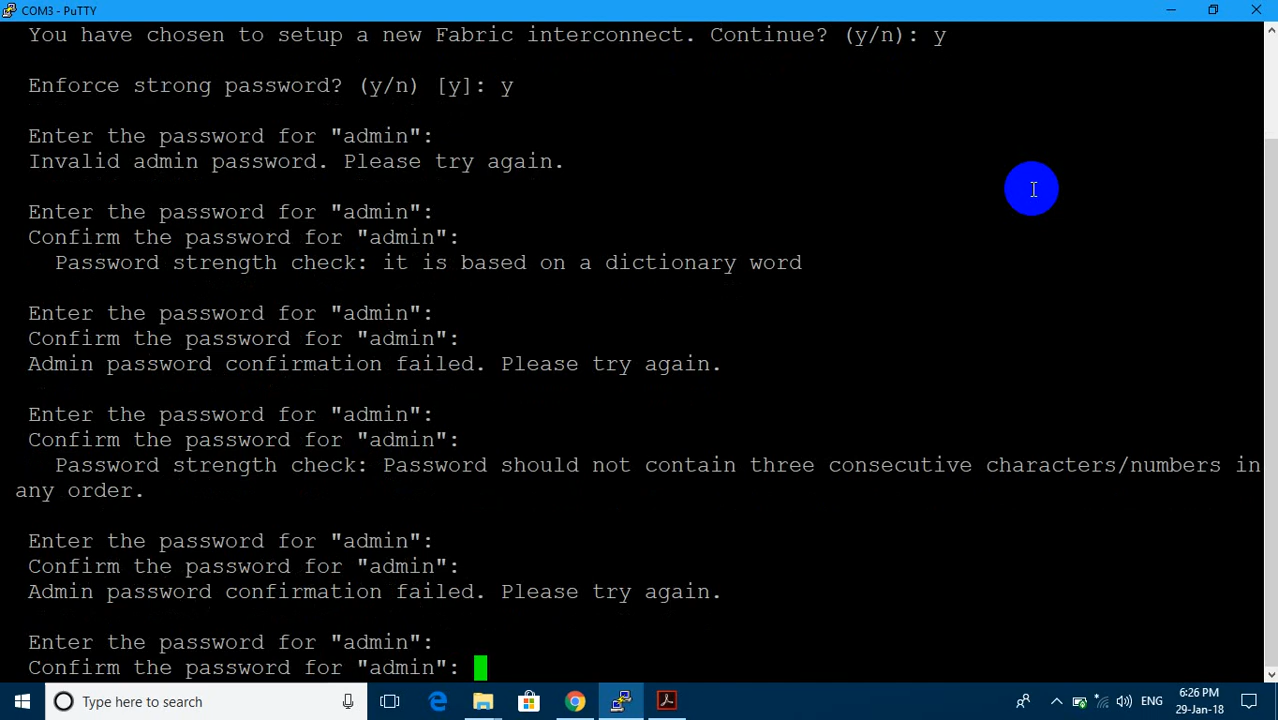 COM3 - PuTTY
You have chosen to setup a new Fabric interconnect. Continue? (y/n): y
Enforce strong password? (y/n) [y]: y
Enter the password for "admin":
Invalid admin password. Please try again.
Enter the password for "admin":
Confirm the password for "admin":
Password strength check: it is based on a dictionary word
Enter the password for "admin":
Confirm the password for "admin":
Admin password confirmation failed. Please try again.
Enter the password for "admin":
Confirm the password for "admin":
Password strength check: Password should not contain three consecutive characters/numbers in
any order.
Enter the password for "admin":
Confirm the password for "admin":
Admin password confirmation failed. Please try again.
Enter the password for "admin":
Confirm the password for "admin":
Type here to search
ENG
6:26 PM
29-Jan-18